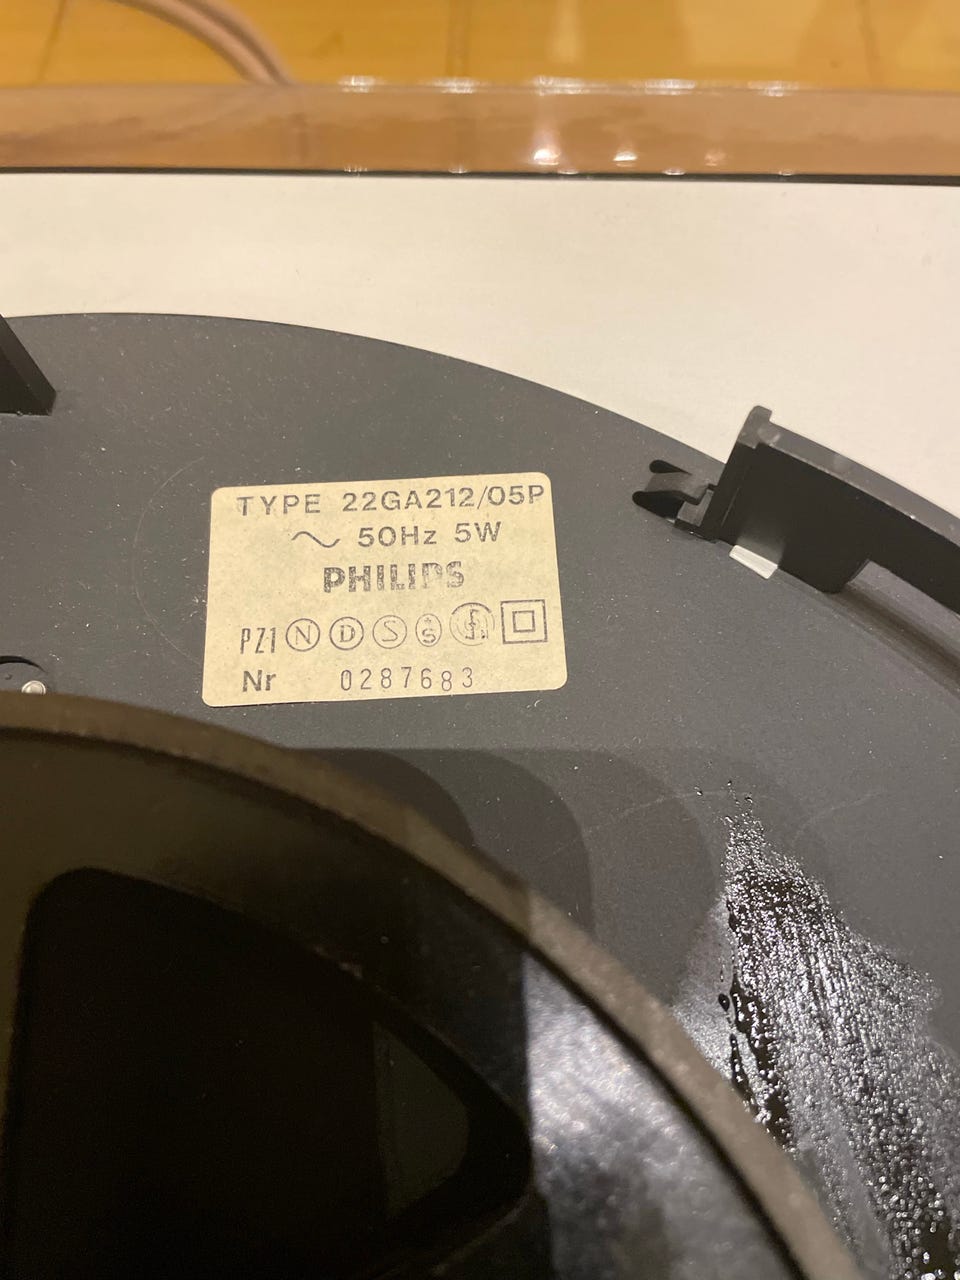 TYPE 22GA212/05P
~ 50Hz 5W
PHILIPS
PZ1 N D S S S
Nr 0287683